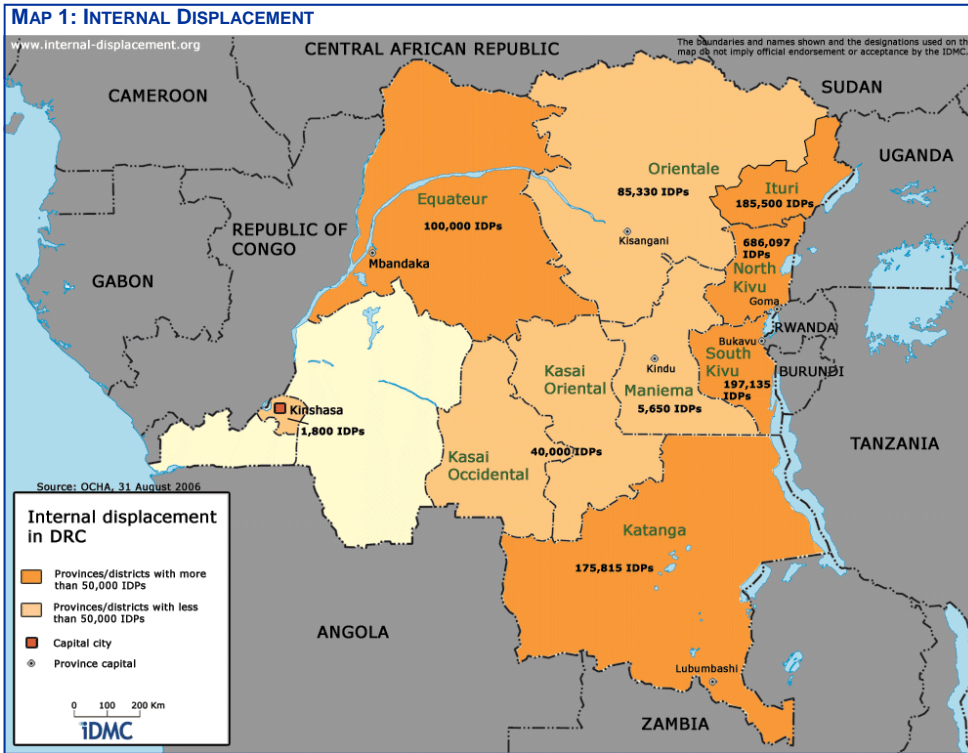 MAP 1: INTERNAL DISPLACEMENT
www.internal-displacement.org
The boundaries and names shown and the designations used on the
map do not imply official endorsement or acceptance by the IDMC.
CENTRAL AFRICAN REPUBLIC
CAMEROON
SUDAN
UGANDA
Orientale
85,330 IDPs
Ituri
185,500 IDPs
Equateur
100,000 IDPs
REPUBLIC OF
CONGO
Kisangani
686,097
IDPs
North
Kivu
Mbandaka
GABON
Goma
RWANDA
Bukavu
South
Kivu
197,135
IDPs
BURUNDI
Kindu
Maniema
5,650 IDPs
Kasai
Oriental
Kinshasa
1,800 IDPs
TANZANIA
40,000 IDPs
Kasai
Occidental
Source: OCHA, 31 August 2006
Internal displacement
in DRC
Provinces/districts with more
than 50,000 IDPs
Provinces/districts with less
than 50,000 IDPs
Capital city
Province capital
0 100 200 Km
iDMC
Katanga
175,815 IDPs
ANGOLA
Lubumbashi
ZAMBIA